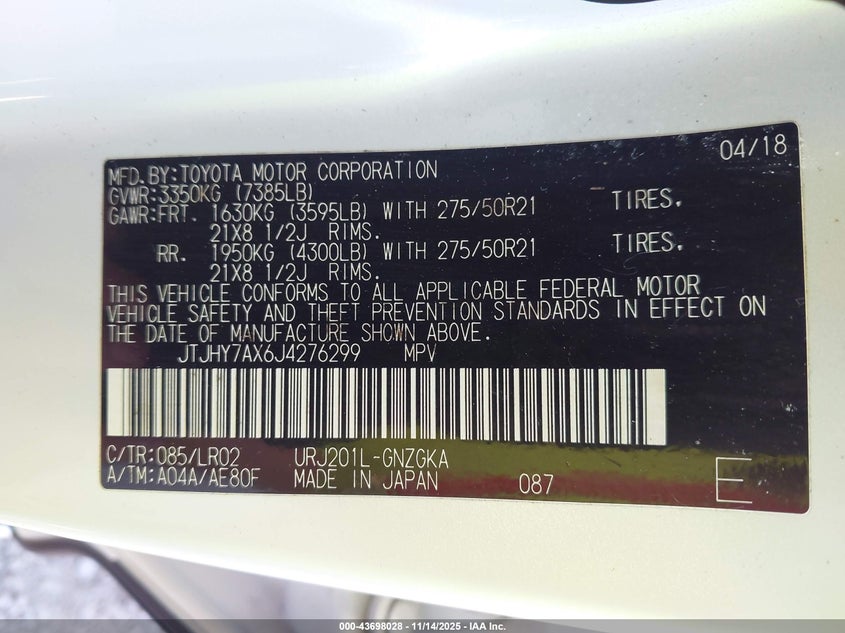 04/18
MFD.BY:TOYOTA MOTOR CORPORATION
GVWR:3350KG (7385LB)
GAWR:FRT. 1630KG (3595LB) WITH 275/50R21 TIRES.
21X8 1/2J RIMS.
RR. 1950KG (4300LB) WITH 275/50R21 TIRES.
21X8 1/2J RIMS.
THIS VEHICLE CONFORMS TO ALL APPLICABLE FEDERAL MOTOR
VEHICLE SAFETY AND THEFT PREVENTION STANDARDS IN EFFECT ON
THE DATE OF MANUFACTURE SHOWN ABOVE.
JTJHY7AX6J4276299 MPV
C/TR:085/LR02 URJ201L-GNZGKA
A/TM:A04A/AE80F MADE IN JAPAN 087 E
000-43698028 - 11/14/2025 - IAA Inc.